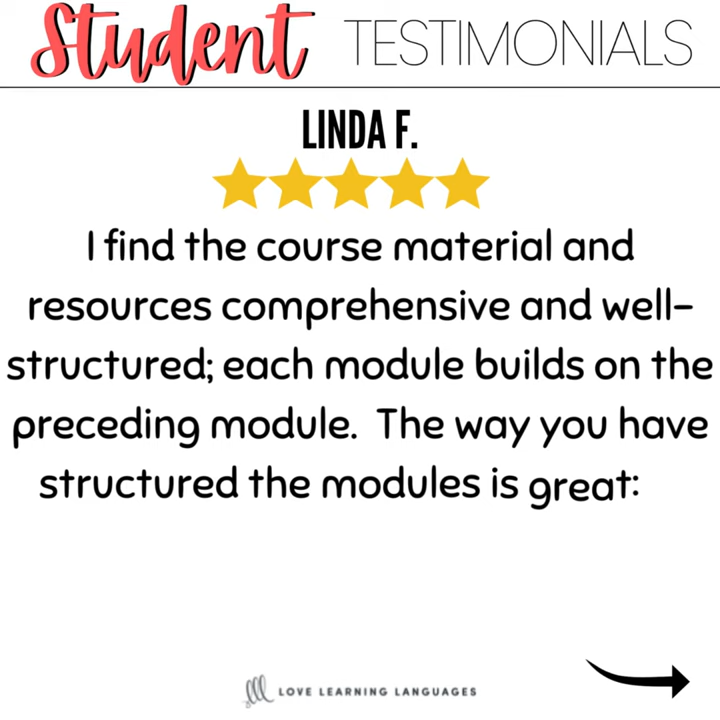 Student TESTIMONIALS
LINDA F.
I find the course material and
resources comprehensive and well-
structured; each module builds on the
preceding module.  The way you have
structured the modules is great:
lll LOVE LEARNING LANGUAGES